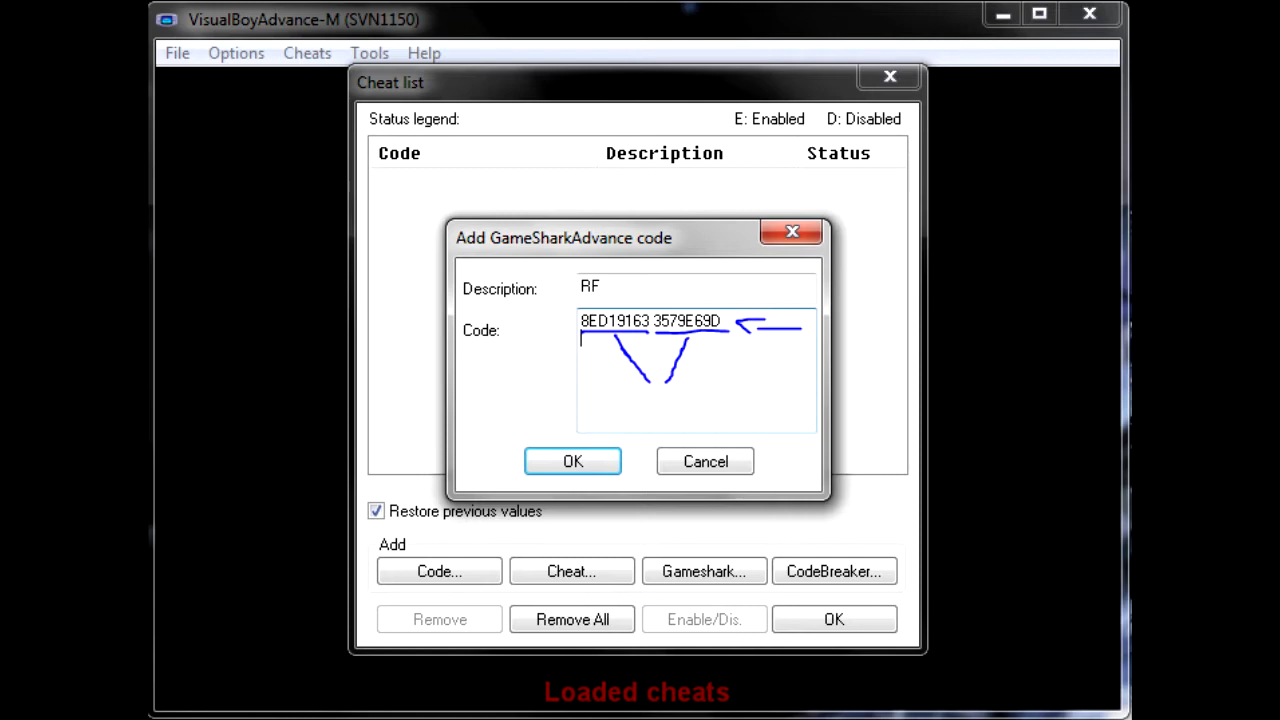 VisualBoyAdvance-M (SVN1150)
File Options Cheats Tools Help
Cheat list
Status legend: E: Enabled D: Disabled
Code Description Status
Add GameSharkAdvance code
Description: RF
Code: 8ED19163 3579E69D
OK Cancel
Restore previous values
Add
Code... Cheat... Gameshark... CodeBreaker...
Remove Remove All Enable/Dis. OK
Loaded cheats